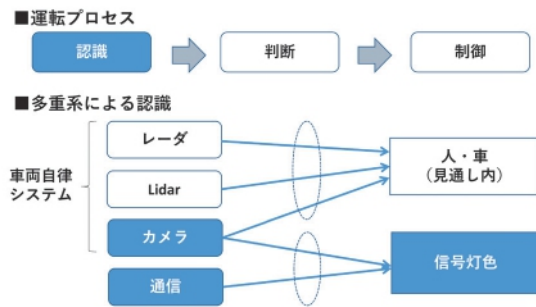 ■運転プロセス
認識
判断
制御
■多重系による認識
車両自律
システム
レーダ
Lidar
カメラ
通信
人・車
（見通し内）
信号灯色